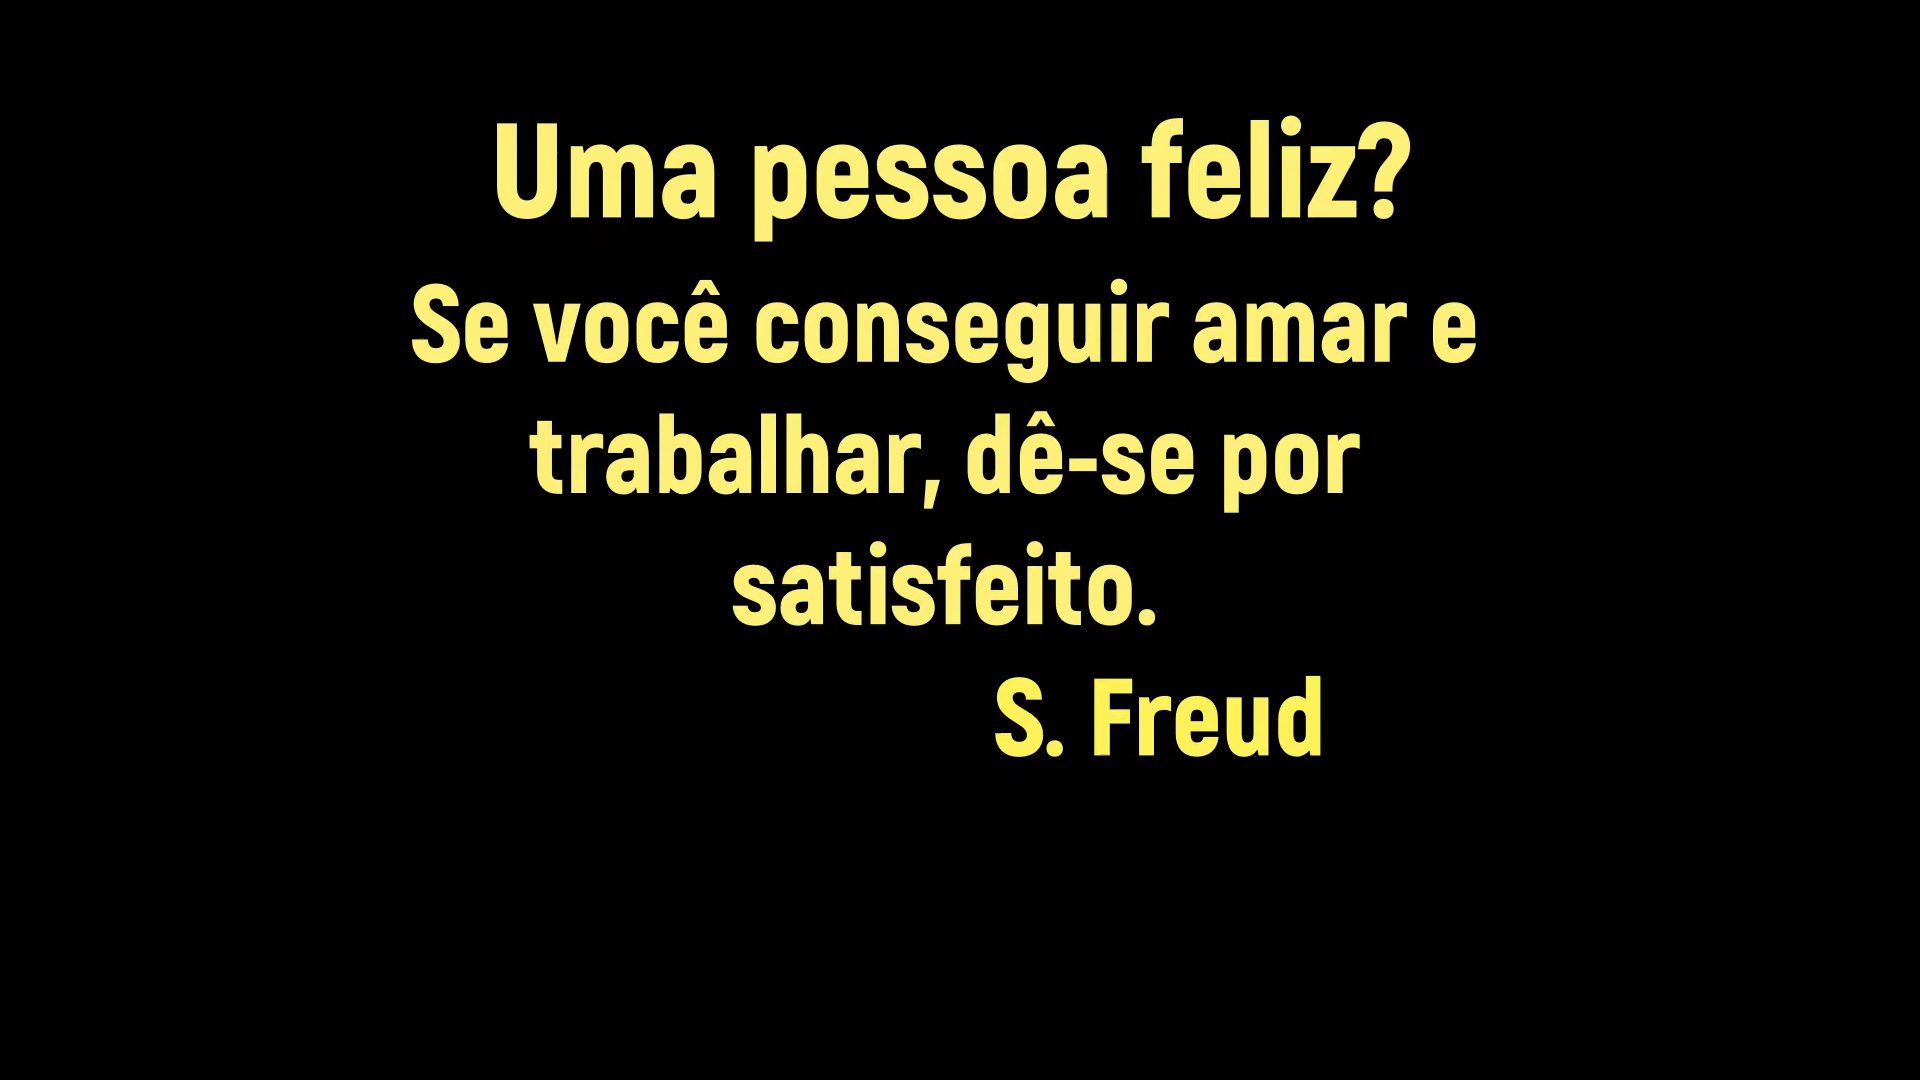 Uma pessoa feliz?
Se você conseguir amar e
trabalhar, dê-se por
satisfeito.
S. Freud